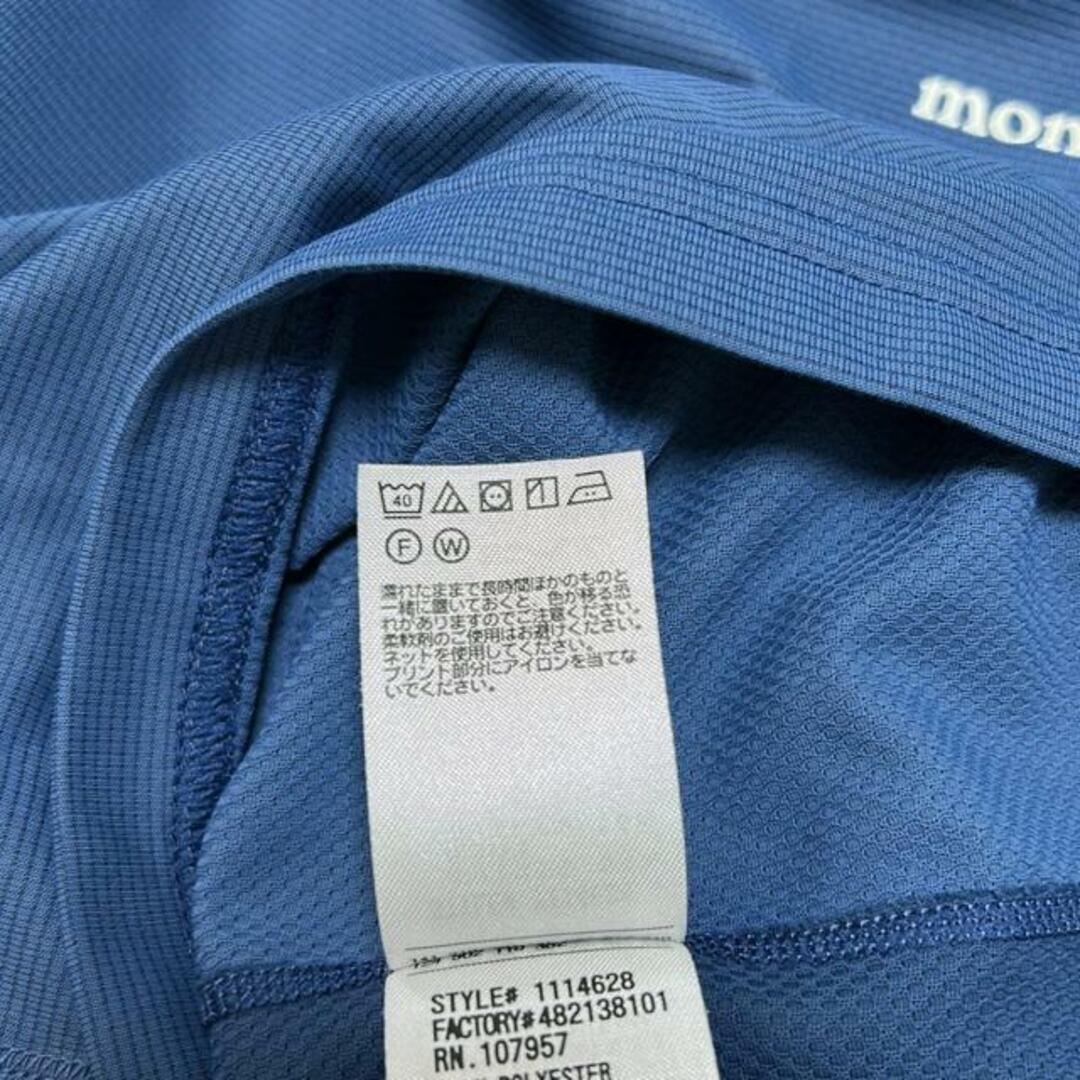 mon
40
F W
濡れたままで長時間ほかのものと
一緒に置いておくと、色が移る恐
れがありますのでご注意ください。
柔軟剤のご使用はお避けください。
ネットを使用してください。
プリント部分にアイロンを当てな
いでください。
STYLE# 1114628
FACTORY#482138101
RN.107957
POLYESTER